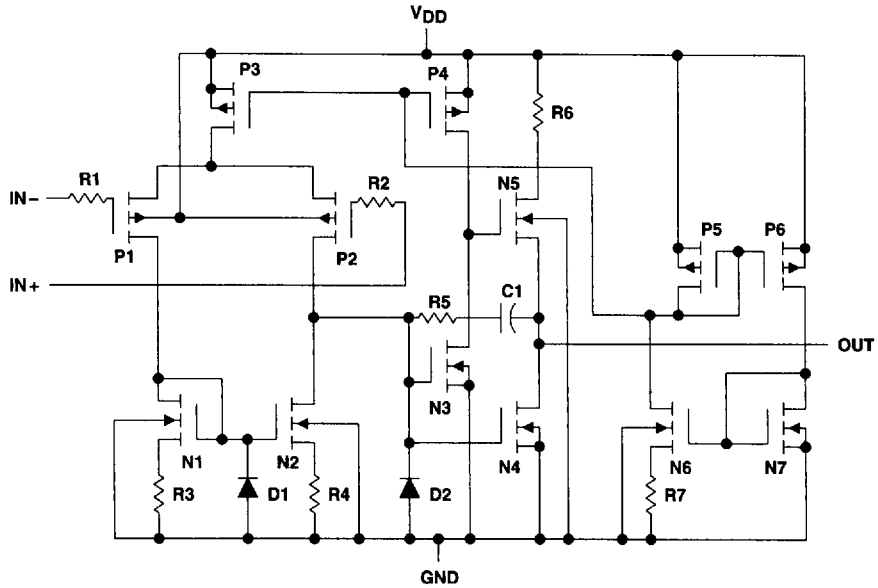 VDD
P3
P4
R6
R1
R2
N5
IN−
P1
P2
P5
P6
IN+
R5
C1
OUT
N3
N1
N2
N4
N6
N7
R3
D1
R4
D2
R7
GND